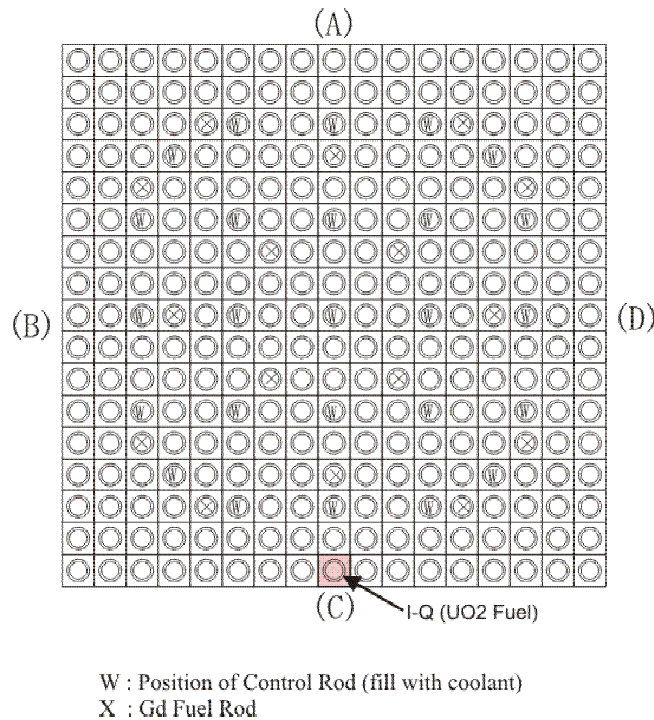 (A)
X W W W X
W X W
X X
W W W W W
X X
(B) W X W W W X W (D)
X X
W W W W W
X X
W X W
X W W W X
(C)
I-Q (UO2 Fuel)
W : Position of Control Rod (fill with coolant)
X : Gd Fuel Rod